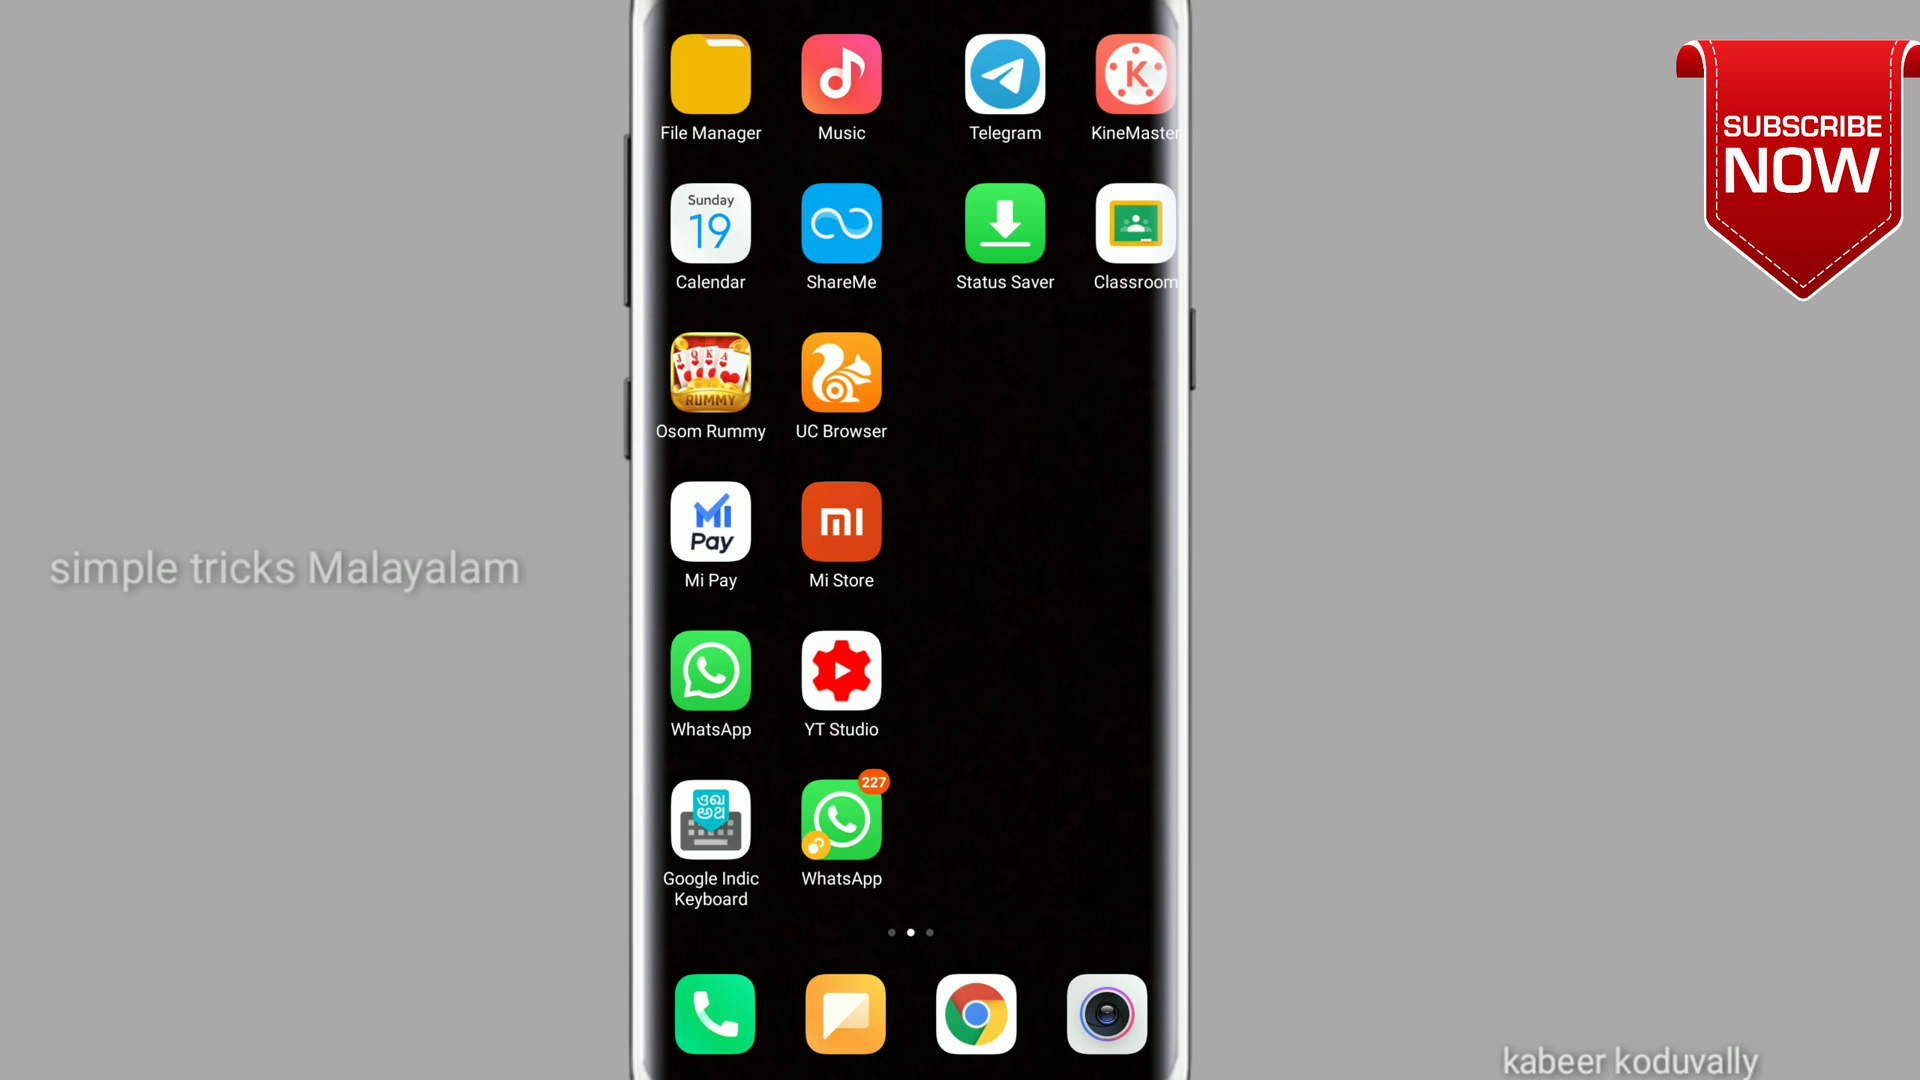 File Manager
Music
Telegram
KineMaster
SUBSCRIBE
NOW
Sunday
19
Calendar
ShareMe
Status Saver
Classroom
J Q K A
RUMMY
Osom Rummy
UC Browser
Mi
Pay
Mi Pay
Mi Store
simple tricks Malayalam
WhatsApp
YT Studio
227
Google Indic
Keyboard
WhatsApp
kabeer koduvally